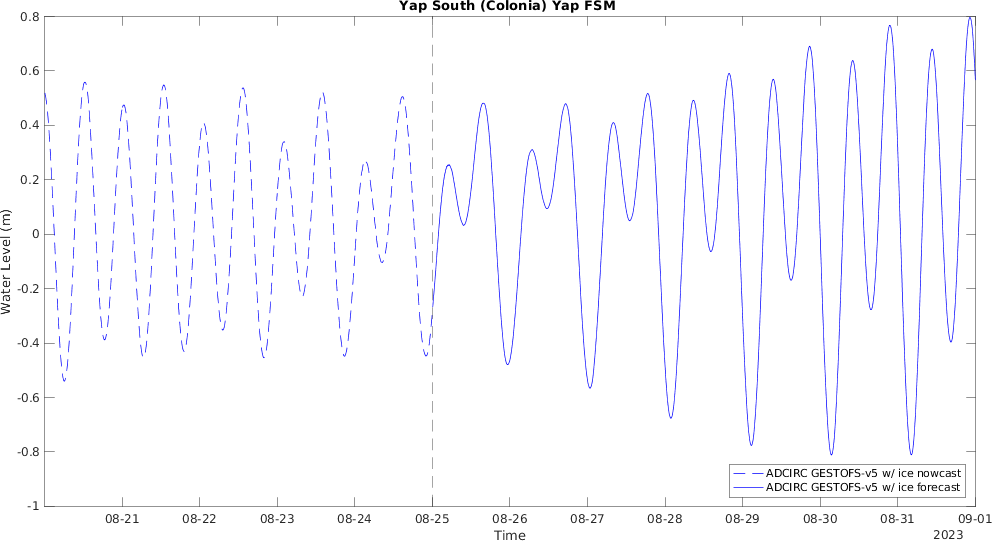 Yap South (Colonia) Yap FSM
0.8
0.6
0.4
0.2
0
-0.2
-0.4
-0.6
-0.8
-1
Water Level (m)
ADCIRC GESTOFS-v5 w/ ice nowcast
ADCIRC GESTOFS-v5 w/ ice forecast
08-21 08-22 08-23 08-24 08-25 08-26 08-27 08-28 08-29 08-30 08-31 09-01
Time
2023